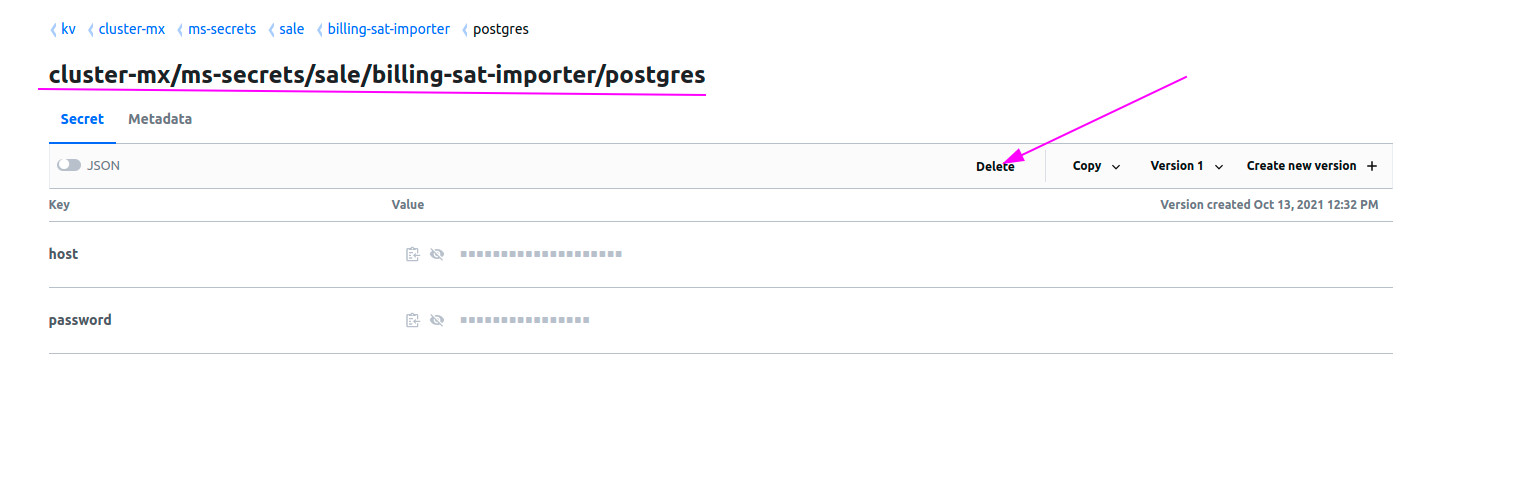 kv cluster-mx ms-secrets sale billing-sat-importer postgres
cluster-mx/ms-secrets/sale/billing-sat-importer/postgres
Secret Metadata
JSON Delete Copy Version 1 Create new version +
Key Value Version created Oct 13, 2021 12:32 PM
host
password